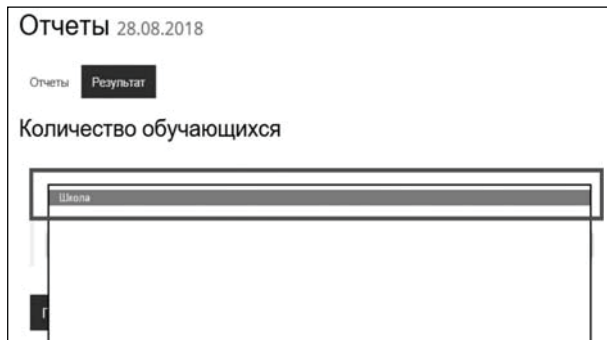 Отчеты 28.08.2018
Отчеты Результат
Количество обучающихся
Школа